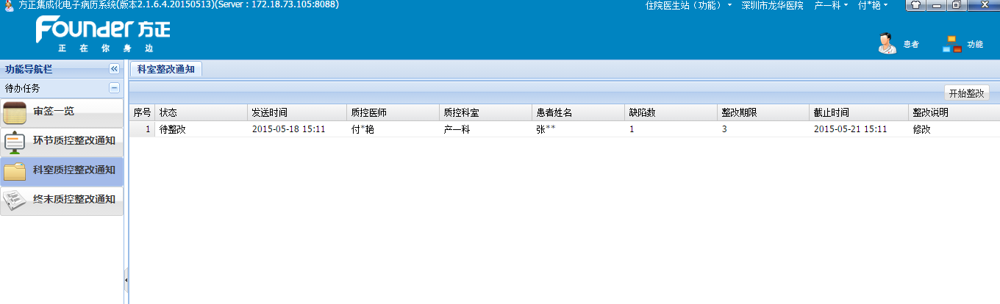 方正集成化电子病历系统(版本2.1.6.4.20150513)(Server : 172.18.73.105:8088)
住院医生站（功能） 深圳市龙华医院 产一科 付*艳
Founder 方正
正在你身边
患者 功能
功能导航栏
科室整改通知
待办任务
开始整改
审签一览
环节质控整改通知
科室质控整改通知
终末质控整改通知
序号 状态 发送时间 质控医师 质控科室 患者姓名 缺陷数 整改期限 截止时间 整改说明
1 待整改 2015-05-18 15:11 付*艳 产一科 张** 1 3 2015-05-21 15:11 修改